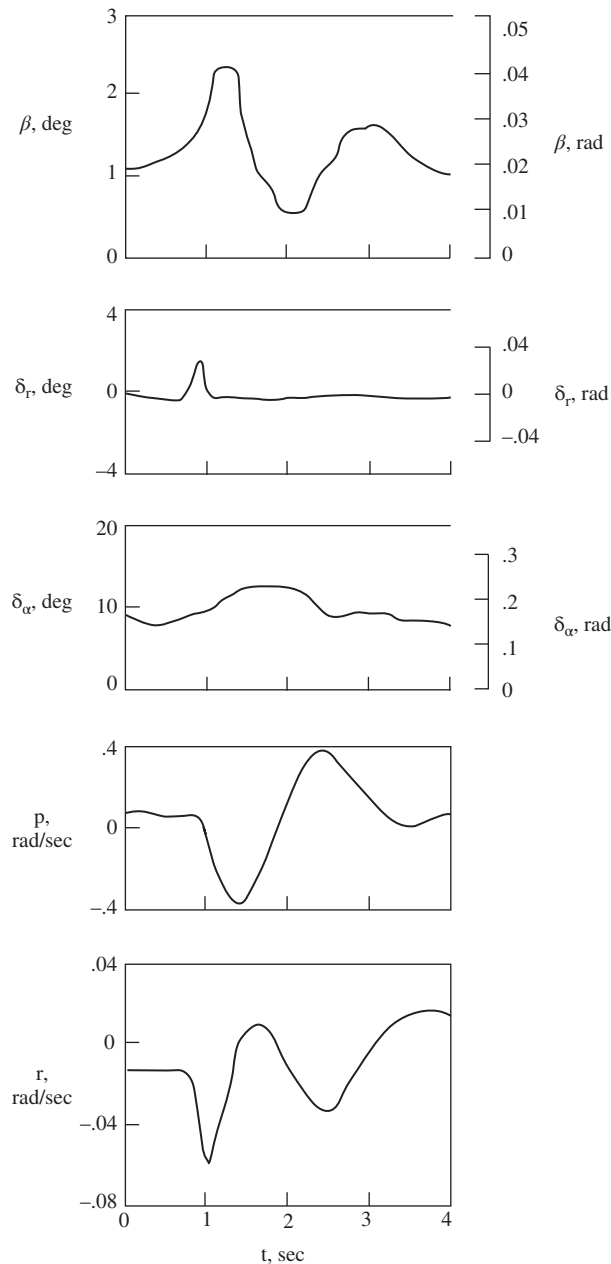 3
2
β, deg
1
0
.05
.04
.03
β, rad
.02
.01
0
4
δr, deg
0
−4
.04
0
δr, rad
−.04
20
δα, deg
10
0
.3
.2
δα, rad
.1
0
.4
p,
0
rad/sec
−.4
.04
0
r,
rad/sec
−.04
−.08
0 1 2 3 4
t, sec